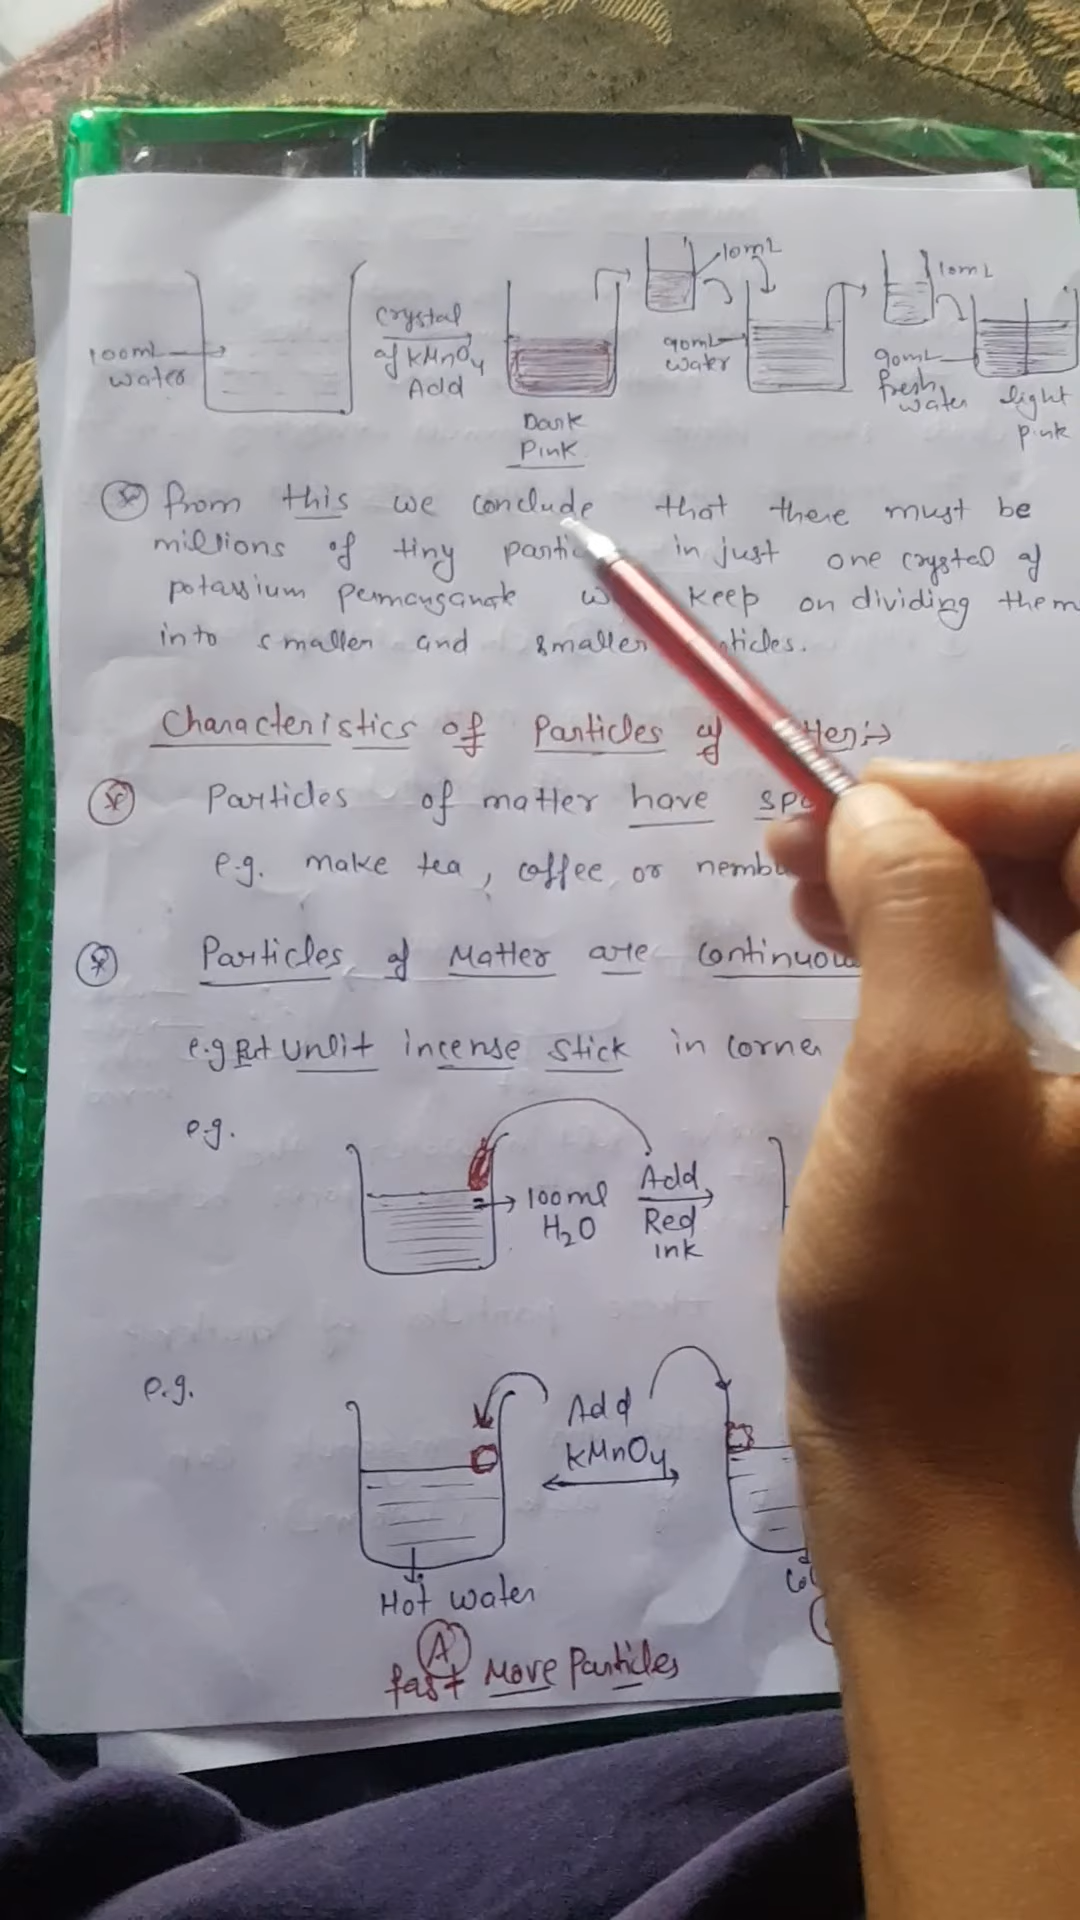 100mL
water
crystal
of KMnO4
Add
Dark
Pink
10mL
90mL
water
10mL
90mL
fresh
water
light
pink
from this we conclude that there must be
millions of tiny in just one crystal of
potassium permanganate keep on dividing them
into smaller and smaller
Characteristics of Particles of
Particles of matter have
e.g. make tea, coffee or
Particles of Matter are
e.g Put Unlit incense stick in corner
e.g.
100ml
H2O
Add
Red
ink
e.g.
Add
KMnO4
Hot water
A
fast Move Particles